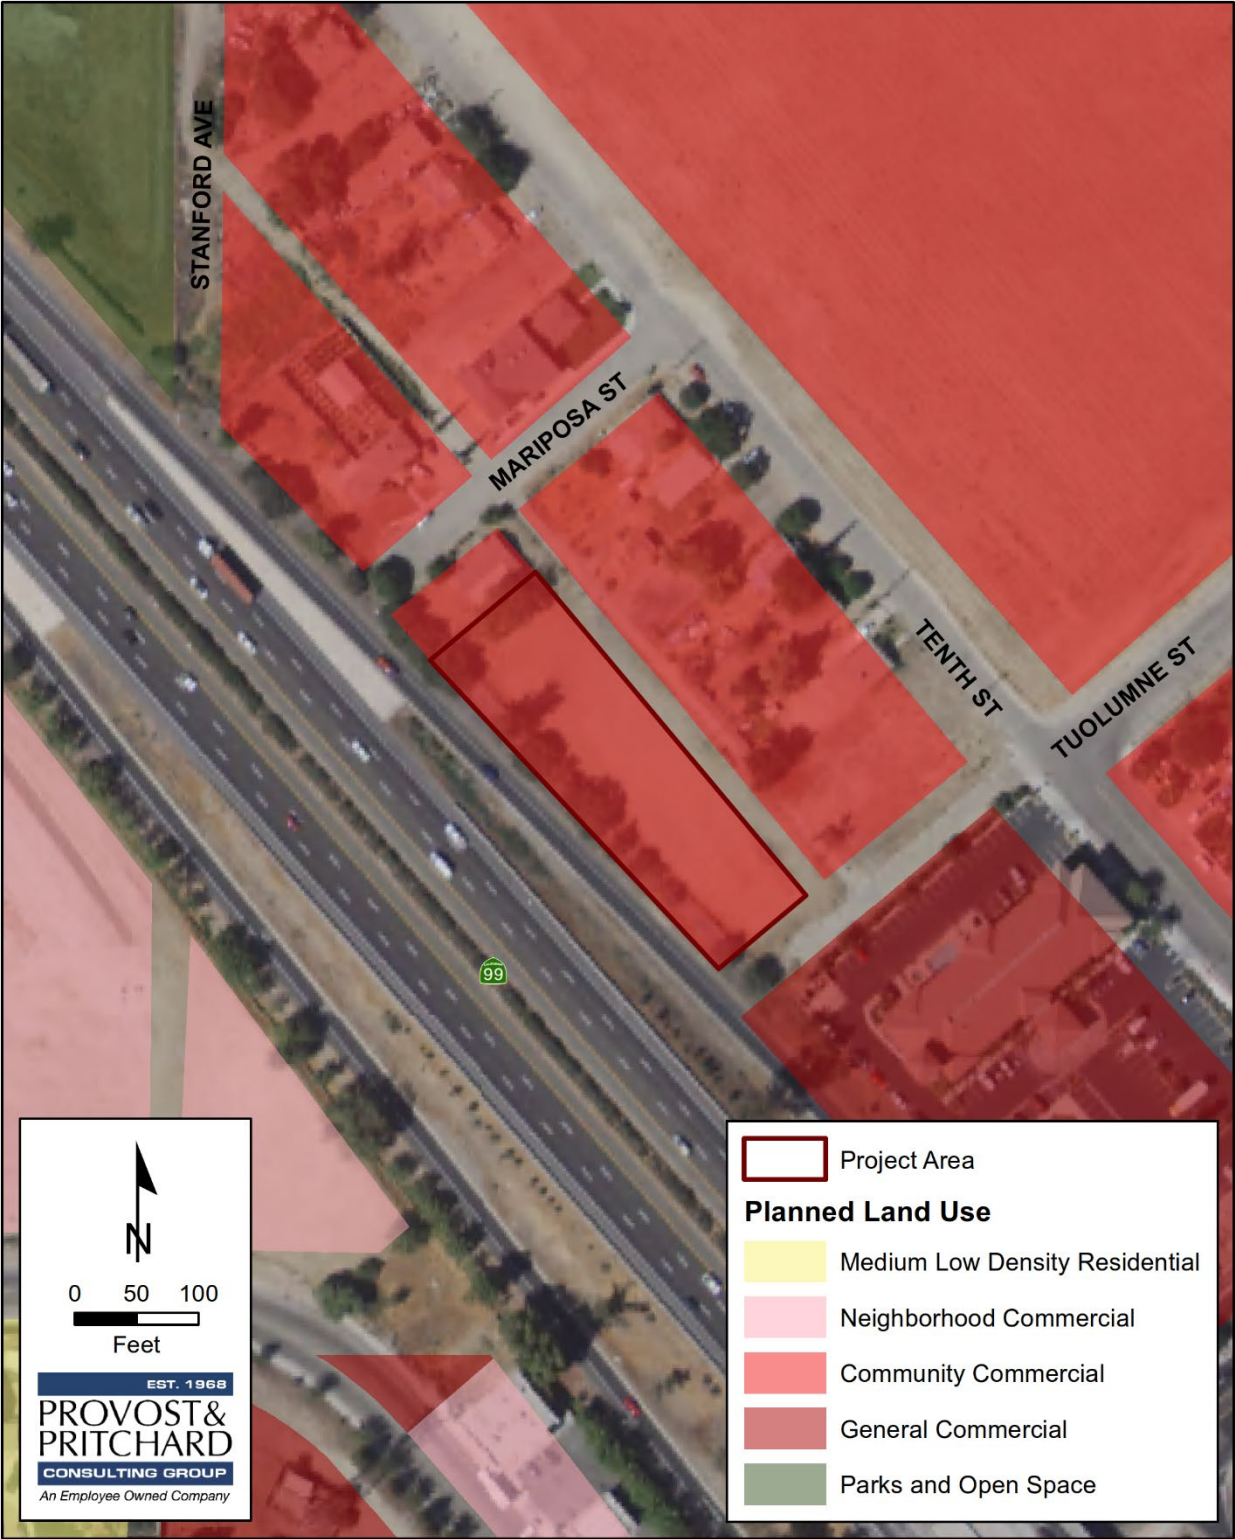 STANFORD AVE
MARIPOSA ST
TENTH ST
TUOLUMNE ST
99
N
0 50 100
Feet
EST. 1968
PROVOST&
PRITCHARD
CONSULTING GROUP
An Employee Owned Company
Project Area
Planned Land Use
Medium Low Density Residential
Neighborhood Commercial
Community Commercial
General Commercial
Parks and Open Space